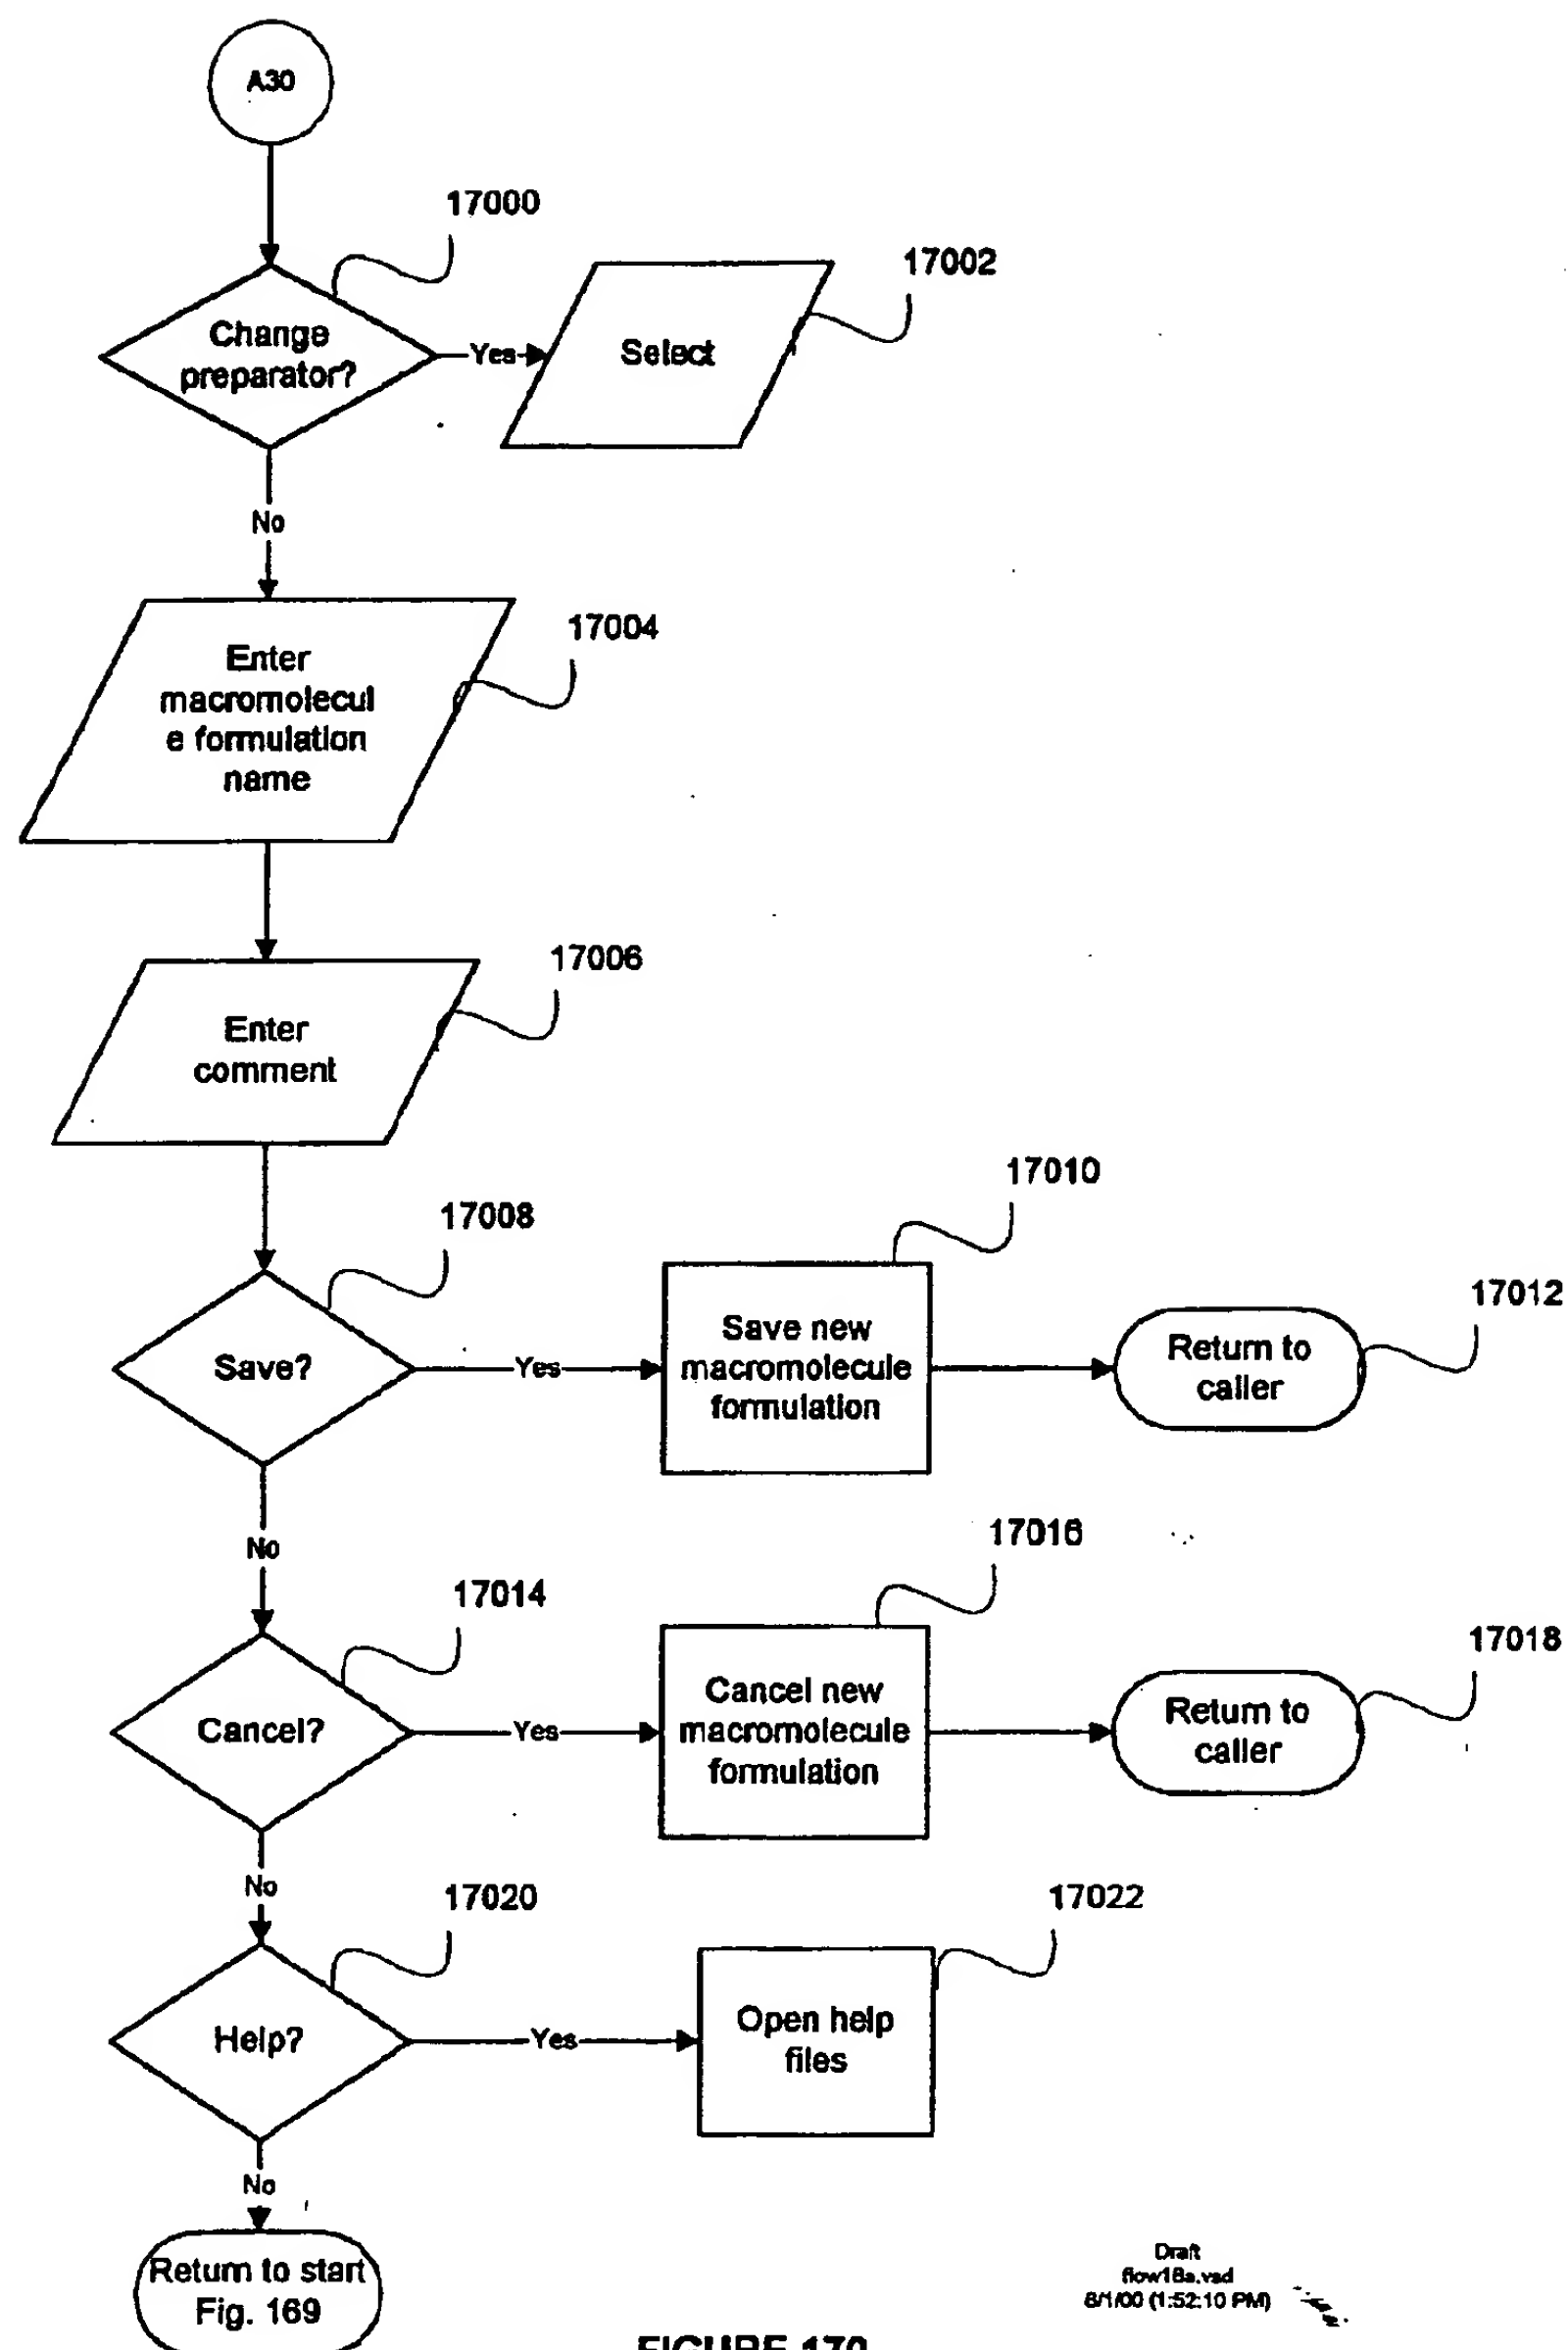 A30
17000
Change
preparator?
Yes
17002
Select
No
17004
Enter
macromolecul
e formulation
name
17006
Enter
comment
17008
Save?
Yes
17010
Save new
macromolecule
formulation
17012
Return to
caller
No
17014
Cancel?
Yes
17016
Cancel new
macromolecule
formulation
17018
Return to
caller
No
17020
Help?
Yes
17022
Open help
files
No
Return to start
Fig. 169
Draft
flow18a.vsd
8/1/00 (1:52:10 PM)
FIGURE 170